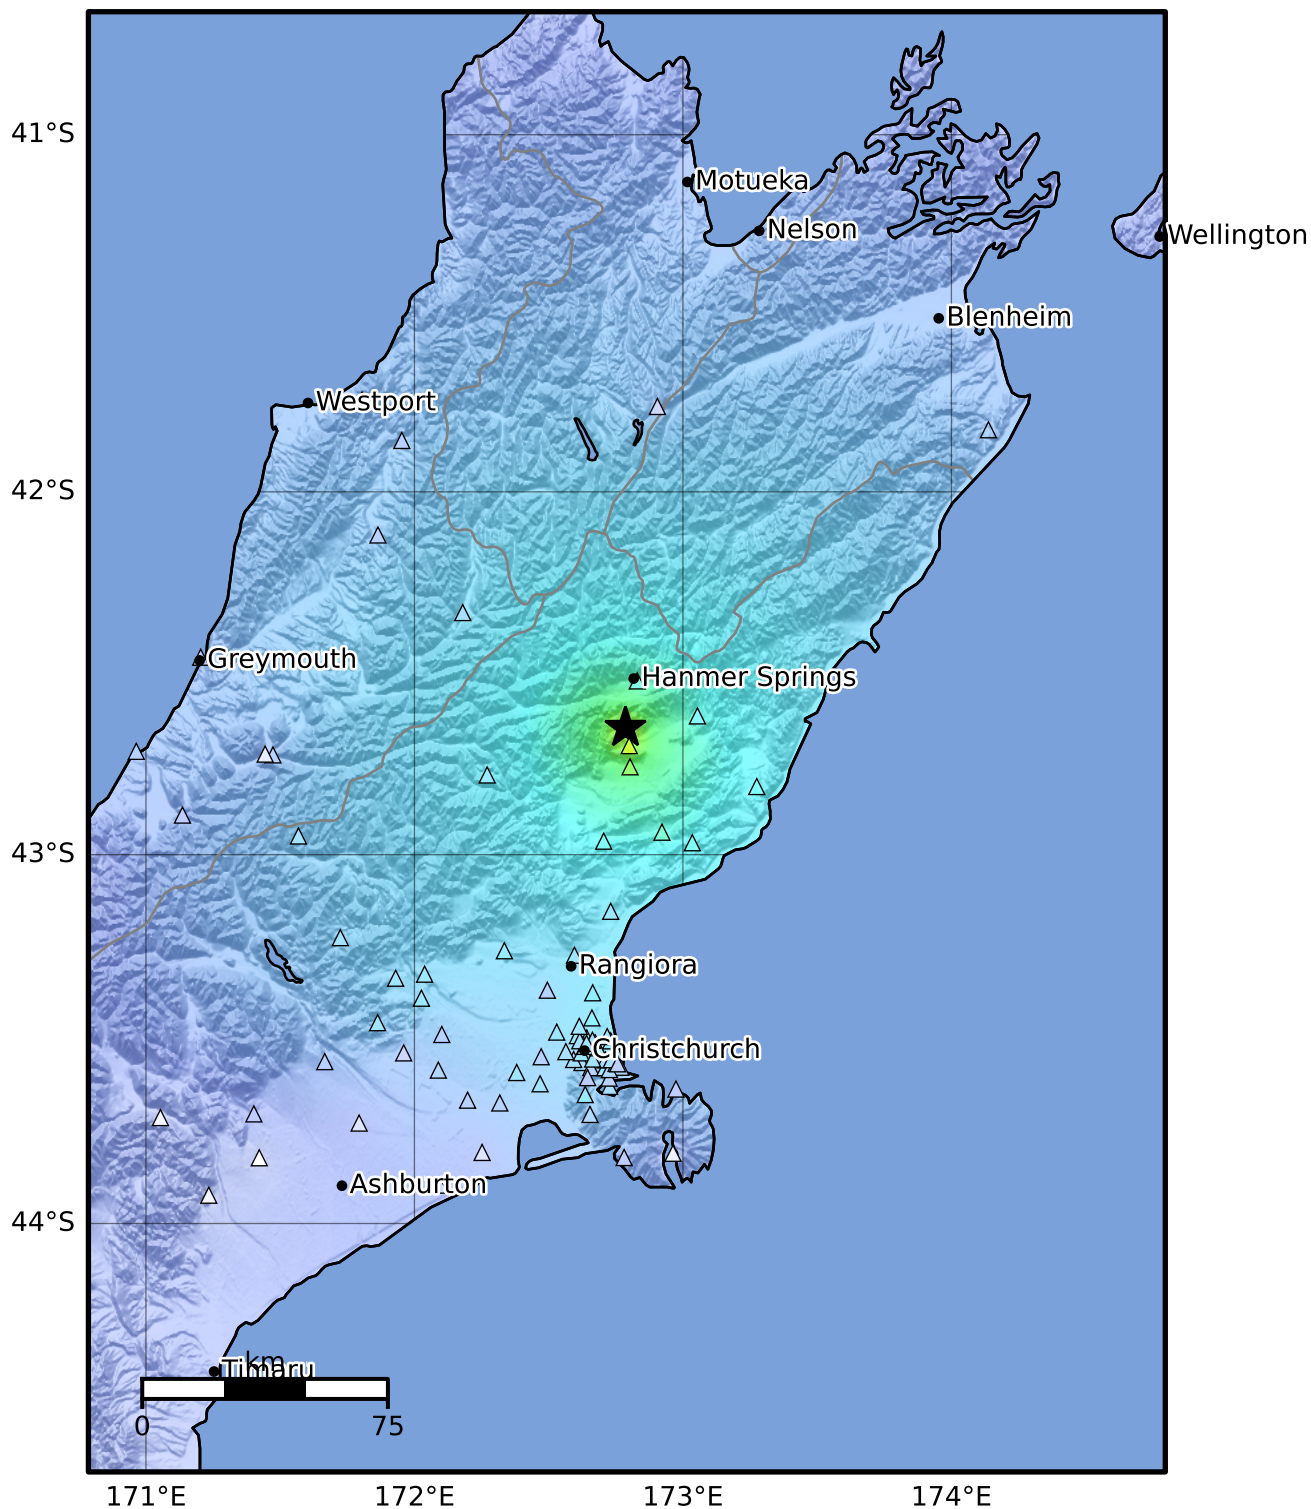 41°S
Motueka
Nelson
Wellington
Blenheim
Westport
42°S
Greymouth
Hanmer Springs
43°S
Rangiora
Christchurch
Ashburton
44°S
km
Timaru
0 75
171°E 172°E 173°E 174°E